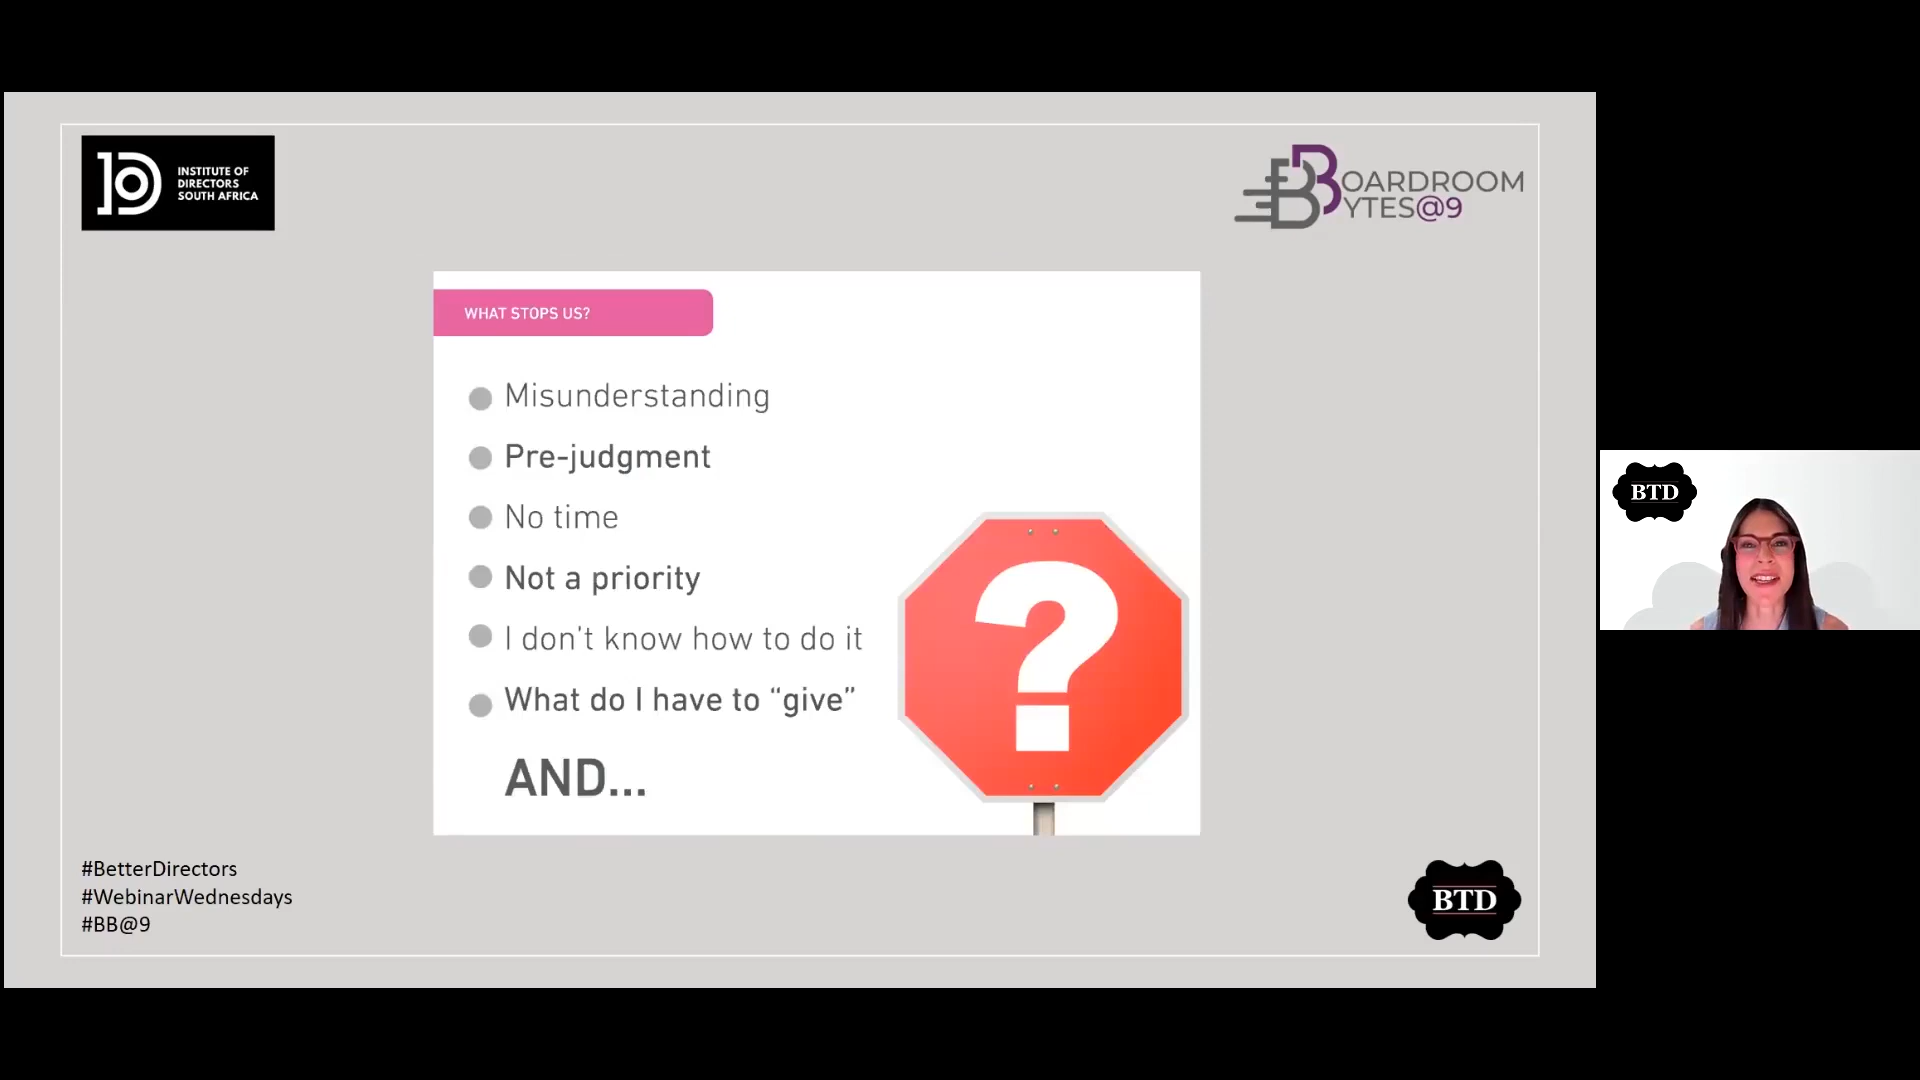 INSTITUTE OF
DIRECTORS
SOUTH AFRICA
BOARDROOM
BYTES@9
WHAT STOPS US?
Misunderstanding
Pre-judgment
No time
Not a priority
I don't know how to do it
What do I have to “give”
AND...
?
BTD
#BetterDirectors
#WebinarWednesdays
#BB@9
BTD